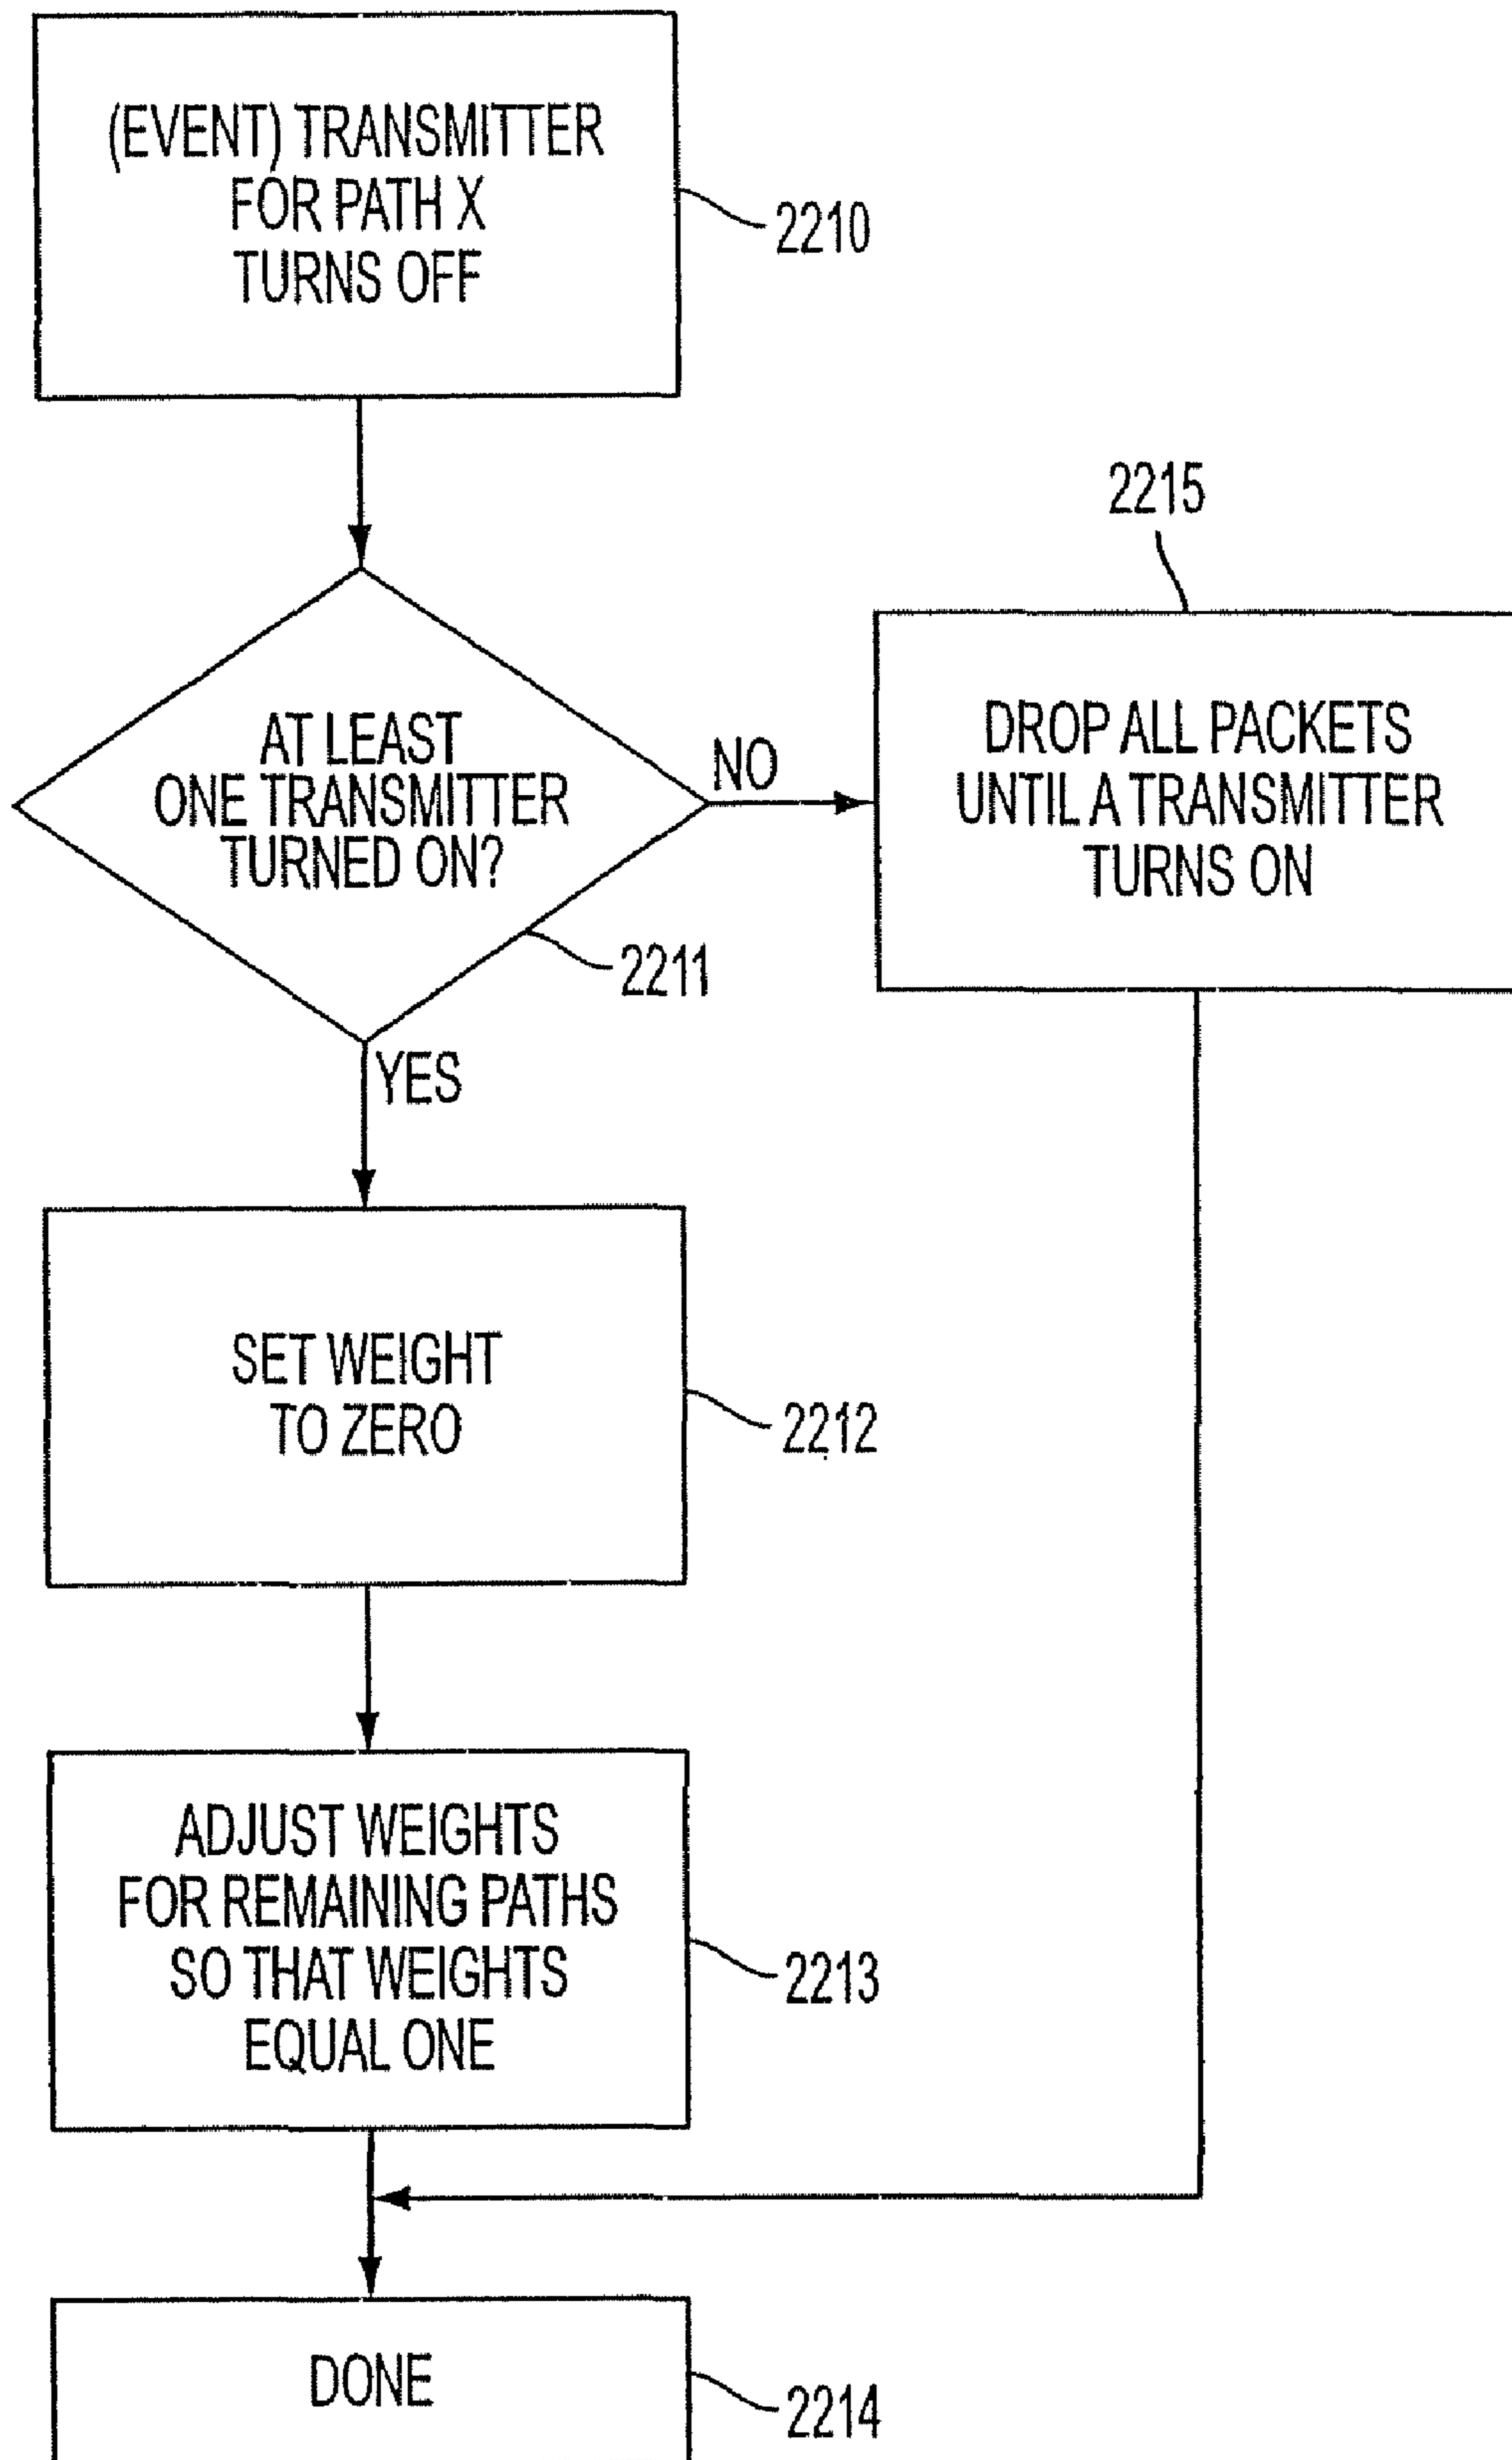 (EVENT) TRANSMITTER
FOR PATH X
TURNS OFF
2210
2215
AT LEAST
ONE TRANSMITTER
TURNED ON?
NO
2211
DROP ALL PACKETS
UNTIL A TRANSMITTER
TURNS ON
YES
SET WEIGHT
TO ZERO
2212
ADJUST WEIGHTS
FOR REMAINING PATHS
SO THAT WEIGHTS
EQUAL ONE
2213
DONE
2214